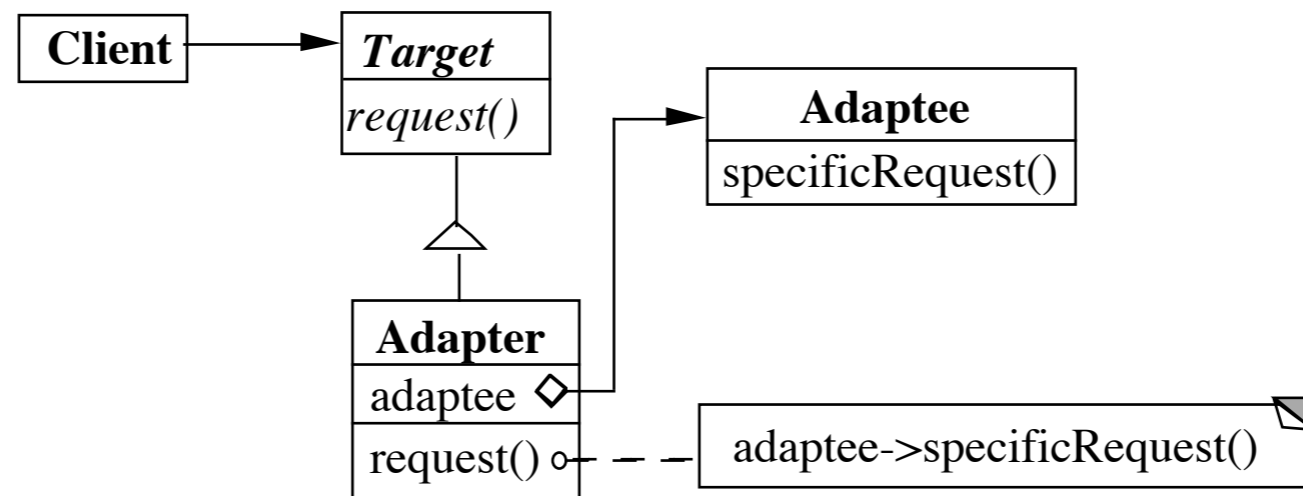 Client
Target
request()
Adaptee
specificRequest()
Adapter
adaptee
request()
adaptee->specificRequest()